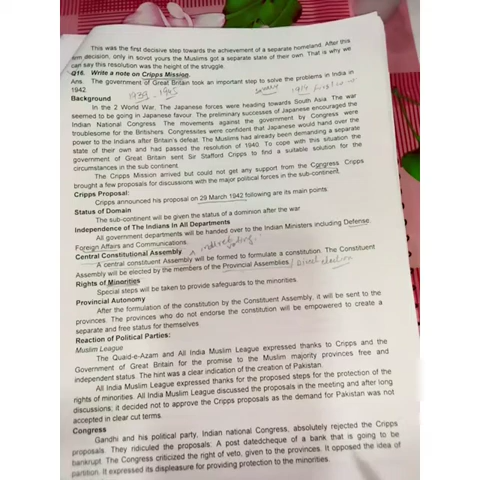 This was the first decisive step towards the achievement of a separate homeland. After this
decision, only in seven years the Muslims got a separate state of their own. That is why we
can say this resolution was the height of the struggle.
Q16. Write a note on Cripps Mission.
Ans The government of Great Britain took an important step to solve the problems in India in
1942.
1939 - 1945
Background
In the 2 World War, The Japanese forces were heading towards South Asia. The war
seemed to be going in Japanese favour. The preliminary successes of Japanese encouraged the
Indian National Congress. The movements against the government by Congress were
troublesome for the Britishers. Congressites were confident that Japanese would hand over the
power to the Indians after Britain's defeat. The Muslims had already been demanding a separate
state of their own and had passed the resolution of 1940. To cope with this situation the
government of Great Britain sent Sir Stafford Cripps to find a suitable solution for the
circumstances in the sub continent.
The Cripps Mission arrived but could not get any support from the Congress. Cripps
brought a few proposals for discussions with the major political forces in the sub-continent.
Cripps Proposal:
Cripps announced his proposal on 29 March 1942 following are its main points.
Status of Domain
The sub-continent will be given the status of a dominion after the war
Independence of The Indians In All Departments
All government departments will be handed over to the Indian Ministers including Defense.
Foreign Affairs and Communications.
Central Constitutional Assembly
A central constituent Assembly will be formed to formulate a constitution. The Constituent
Assembly will be elected by the members of the Provincial Assemblies
Rights of Minorities
Special steps will be taken to provide safeguards to the minorities.
Provincial Autonomy
After the formulation of the constitution by the Constituent Assembly, it will be sent to the
provinces. The provinces who do not endorse the constitution will be empowered to create a
separate and free status for themselves.
Reaction of Political Parties:
Muslim League
The Quaid-e-Azam and All India Muslim League expressed thanks to Cripps and the
Government of Great Britain for the promise to the Muslim majority provinces free and
independent status. The hint was a clear indication of the creation of Pakistan.
All India Muslim League expressed thanks for the proposed steps for the protection of the
rights of minorities. All India Muslim League discussed the proposals in the meeting and after long
discussions; it decided not to approve the Cripps proposals as the demand for Pakistan was not
accepted in clear cut terms.
Congress
Gandhi and his political party, Indian national Congress, absolutely rejected the Cripps
proposals. They ridiculed the proposals: A post datedcheque of a bank that is going to be
bankrupt. The Congress criticized the right of veto, given to the provinces. It opposed the idea of
partition. It expressed its displeasure for providing protection to the minorities.